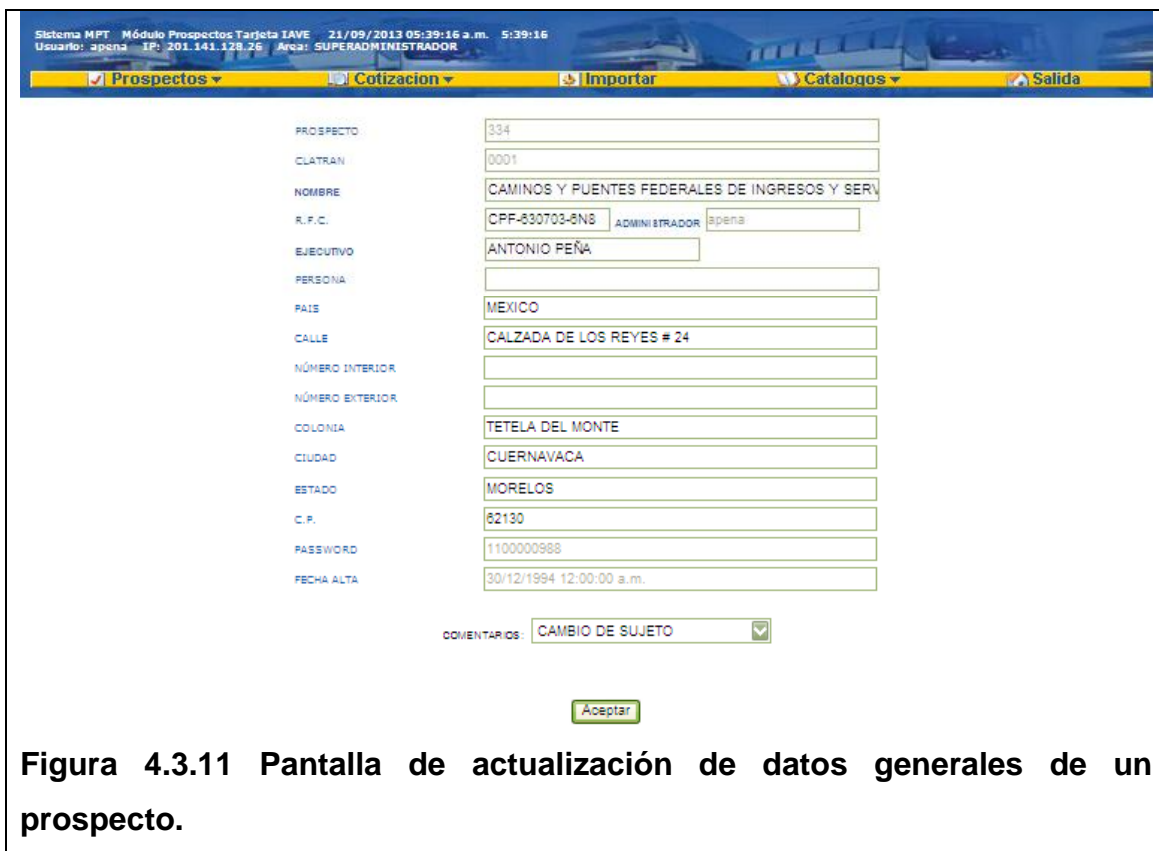 Sistema MPT Módulo Prospectos Tarjeta IAVE 21/09/2013 05:39:16 a.m. 5:39:16
Usuario: apena IP: 201.141.128.26 Area: SUPERADMINISTRADOR
Prospectos Cotizacion Importar Catalogos Salida
PROSPECTO 334
CLATRAN 0001
NOMBRE CAMINOS Y PUENTES FEDERALES DE INGRESOS Y SERV
R.F.C. CPF-630703-6N8 ADMINISTRADOR apena
EJECUTIVO ANTONIO PEÑA
PERSONA
PAIS MEXICO
CALLE CALZADA DE LOS REYES # 24
NÚMERO INTERIOR
NÚMERO EXTERIOR
COLONIA TETELA DEL MONTE
CIUDAD CUERNAVACA
ESTADO MORELOS
C.P. 62130
PASSWORD 1100000988
FECHA ALTA 30/12/1994 12:00:00 a.m.
COMENTARIOS: CAMBIO DE SUJETO
Aceptar
Figura 4.3.11 Pantalla de actualización de datos generales de un
prospecto.